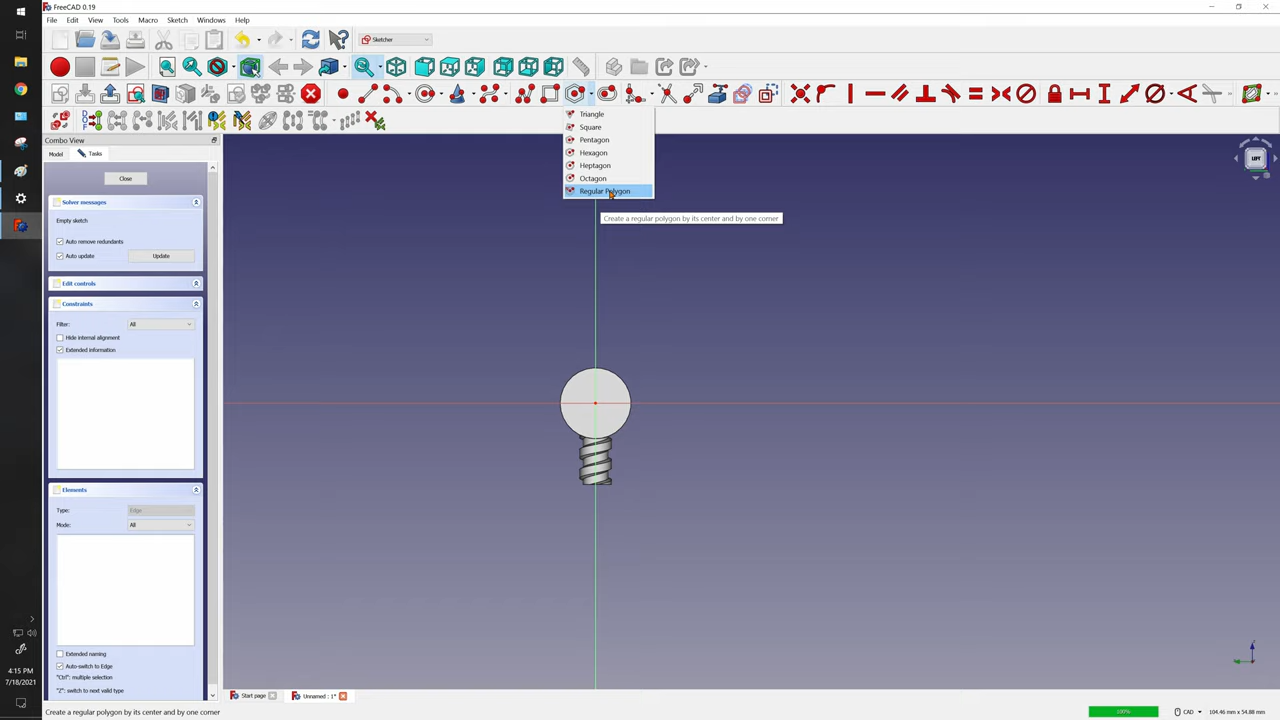 FreeCAD 0.19
File Edit View Tools Macro Sketch Windows Help
Sketcher
Combo View
Model Tasks
Close
Solver messages
Empty sketch
Auto remove redundants
Auto update Update
Edit controls
Constraints
Filter: All
Hide internal alignment
Extended information
Elements
Type: Edge
Mode: All
Extended naming
Auto-switch to Edge
"Ctrl": multiple selection
"Z": switch to next valid type
Triangle
Square
Pentagon
Hexagon
Heptagon
Octagon
Regular Polygon
Create a regular polygon by its center and by one corner
LEFT
Start page Unnamed : 1*
4:15 PM
7/18/2021
Create a regular polygon by its center and by one corner 100% CAD 104.46 mm x 54.88 mm